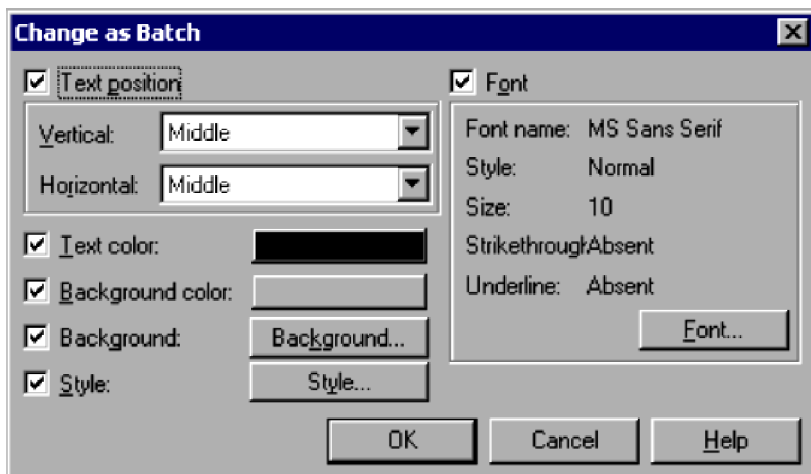 Change as Batch
Text position
Vertical: Middle
Horizontal: Middle
Text color:
Background color:
Background: Background...
Style: Style...
Font
Font name: MS Sans Serif
Style: Normal
Size: 10
Strikethrough Absent
Underline: Absent
Font...
OK Cancel Help